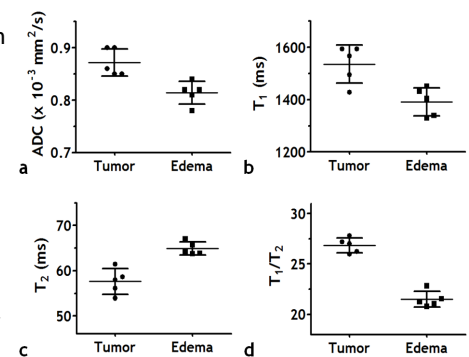 n
ADC (x 10⁻³ mm²/s)
0.9
0.8
0.7
Tumor Edema
a
T₁ (ms)
1600
1400
1200
Tumor Edema
b
T₂ (ms)
70
60
50
Tumor Edema
c
T₁/T₂
30
25
20
Tumor Edema
d